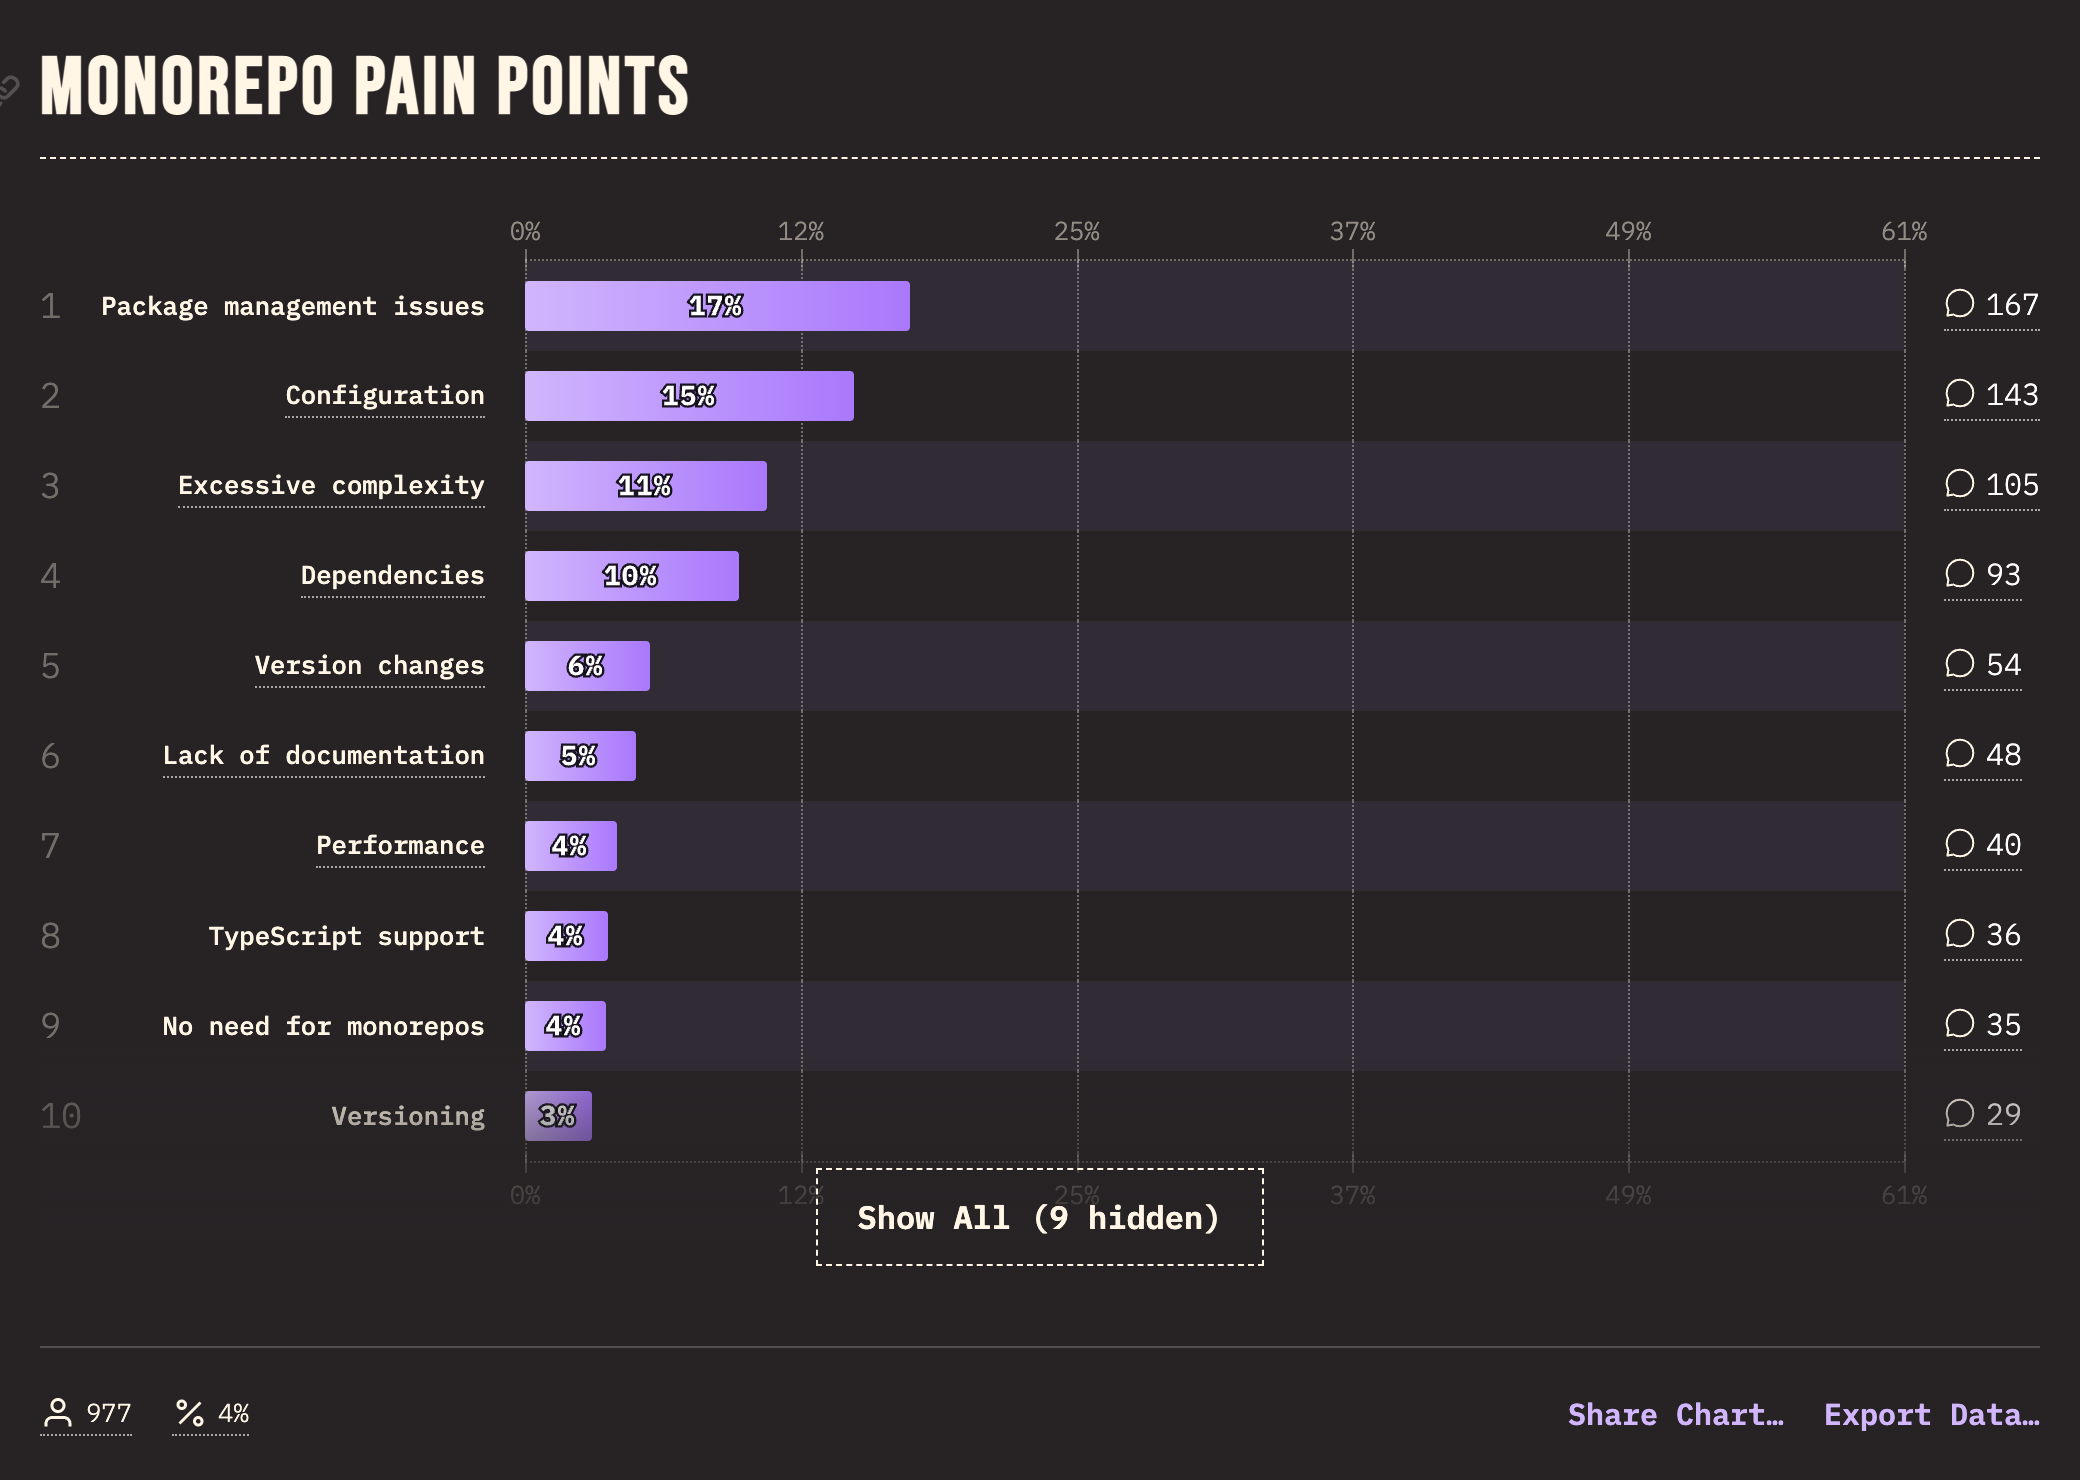 MONOREPO PAIN POINTS
0% 12% 25% 37% 49% 61%
1 Package management issues 17% 167
2 Configuration 15% 143
3 Excessive complexity 11% 105
4 Dependencies 10% 93
5 Version changes 6% 54
6 Lack of documentation 5% 48
7 Performance 4% 40
8 TypeScript support 4% 36
9 No need for monorepos 4% 35
10 Versioning 3% 29
0% 12% 25% 37% 49% 61%
Show All (9 hidden)
977 4% Share Chart… Export Data…